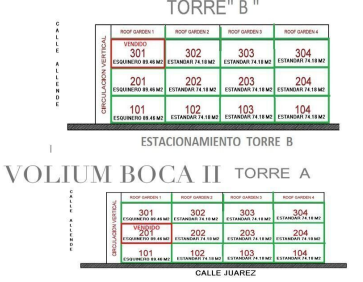 TORRE" B "
CALLE ALLENDE
CIRCULACION VERTICAL
ROOF GARDEN 1 ROOF GARDEN 2 ROOF GARDEN 3 ROOF GARDEN 4
VENDIDO
301 302 303 304
ESQUINERO 89.46 M2 ESTANDAR 74.18 M2 ESTANDAR 74.18 M2 ESTANDAR 74.18 M2
201 202 203 204
ESQUINERO 89.46 M2 ESTANDAR 74.18 M2 ESTANDAR 74.18 M2 ESTANDAR 74.18 M2
101 102 103 104
ESQUINERO 89.46 M2 ESTANDAR 74.18 M2 ESTANDAR 74.18 M2 ESTANDAR 74.18 M2
ESTACIONAMIENTO TORRE B
VOLIUM BOCA II TORRE A
CALLE ALLENDE
CIRCULACION VERTICAL
ROOF GARDEN 1 ROOF GARDEN 2 ROOF GARDEN 3 ROOF GARDEN 4
301 302 303 304
ESQUINERO 89.46 M2 ESTANDAR 74.18 M2 ESTANDAR 74.18 M2 ESTANDAR 74.18 M2
VENDIDO
201 202 203 204
ESQUINERO 89.46 M2 ESTANDAR 74.18 M2 ESTANDAR 74.18 M2 ESTANDAR 74.18 M2
101 102 103 104
ESQUINERO 89.46 M2 ESTANDAR 74.18 M2 ESTANDAR 74.18 M2 ESTANDAR 74.18 M2
CALLE JUAREZ